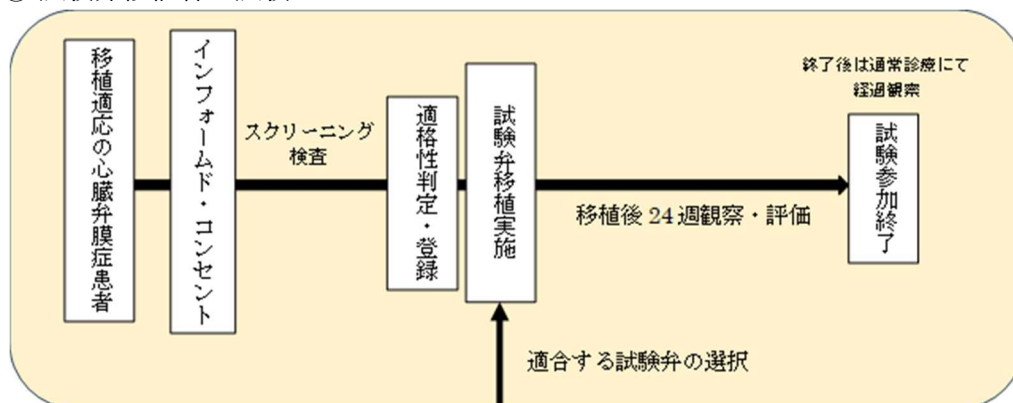 移植適応の心臓弁膜症患者
インフォームド・コンセント
スクリーニング
検査
適格性判定・登録
試験弁移植実施
移植後 24 週観察・評価
終了後は通常診療にて
経過観察
試験参加終了
適合する試験弁の選択